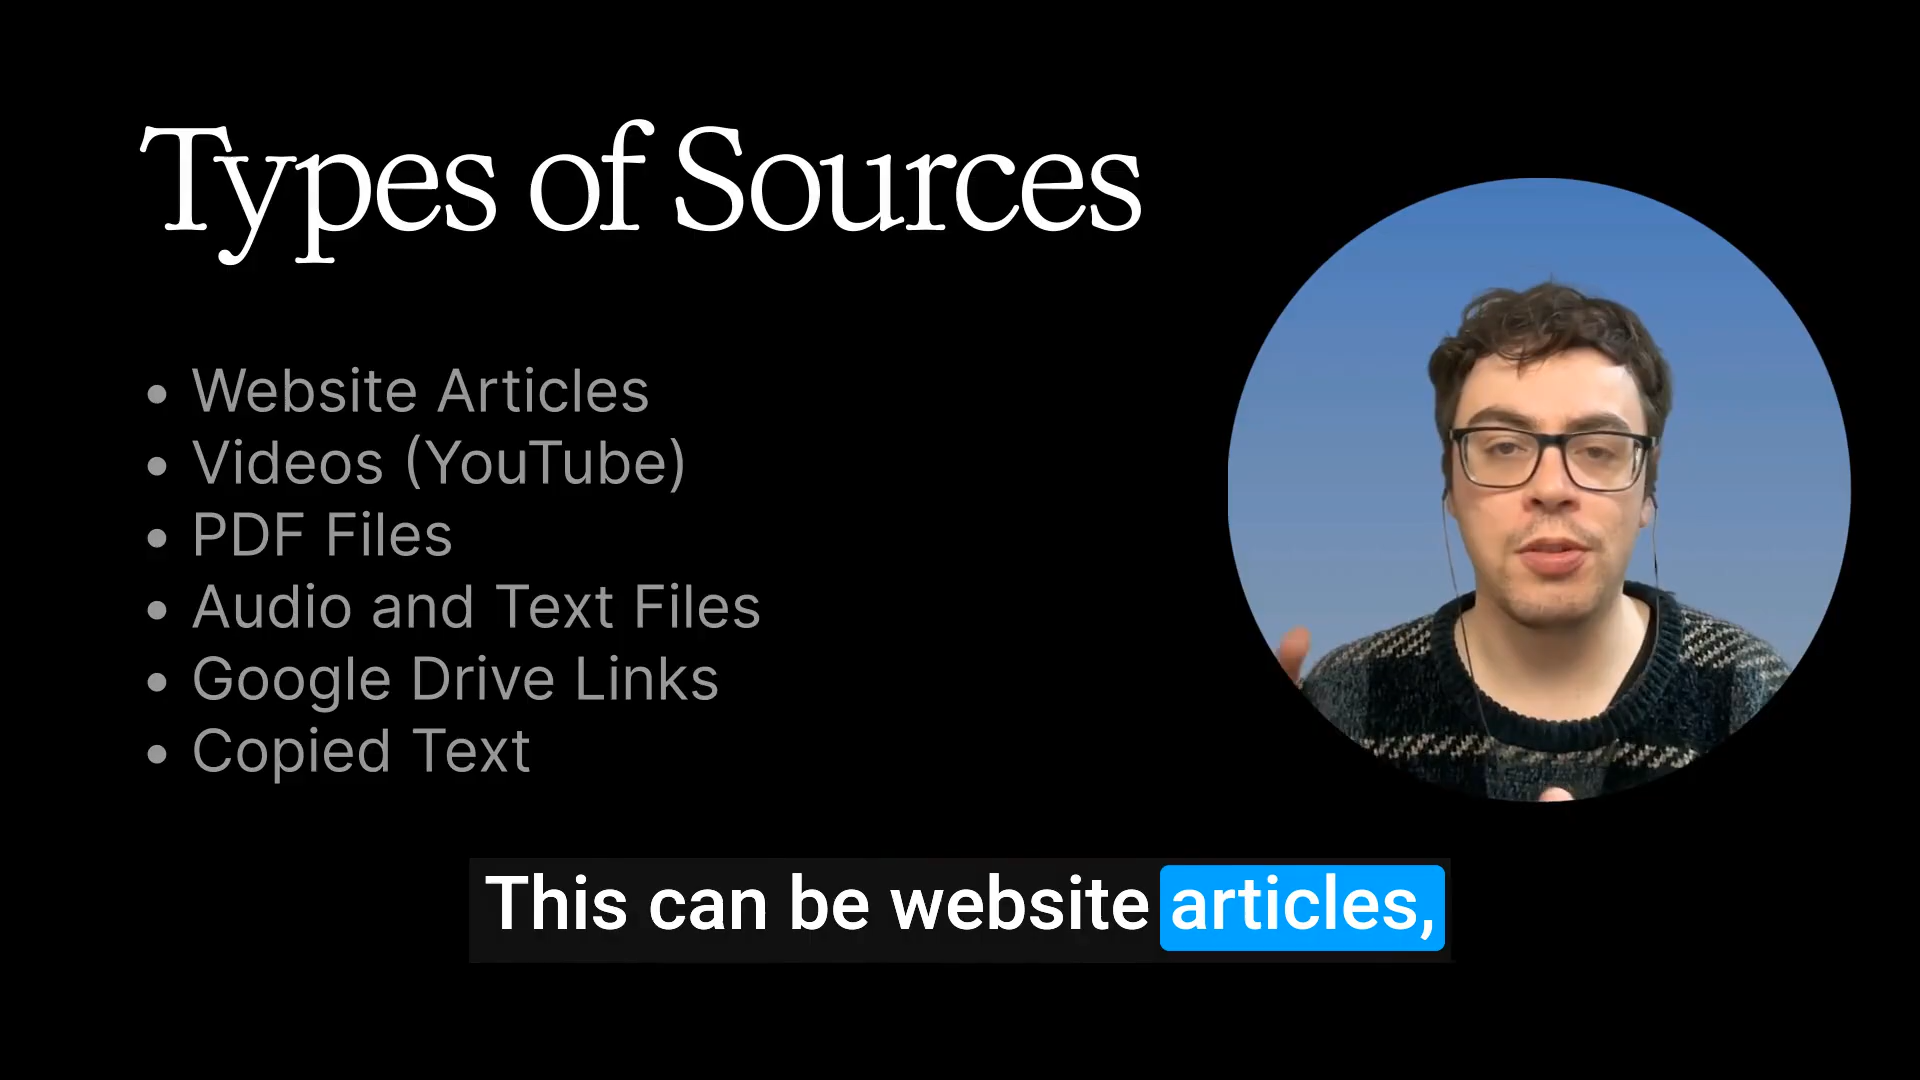 Types of Sources
• Website Articles
• Videos (YouTube)
• PDF Files
• Audio and Text Files
• Google Drive Links
• Copied Text
This can be website articles,